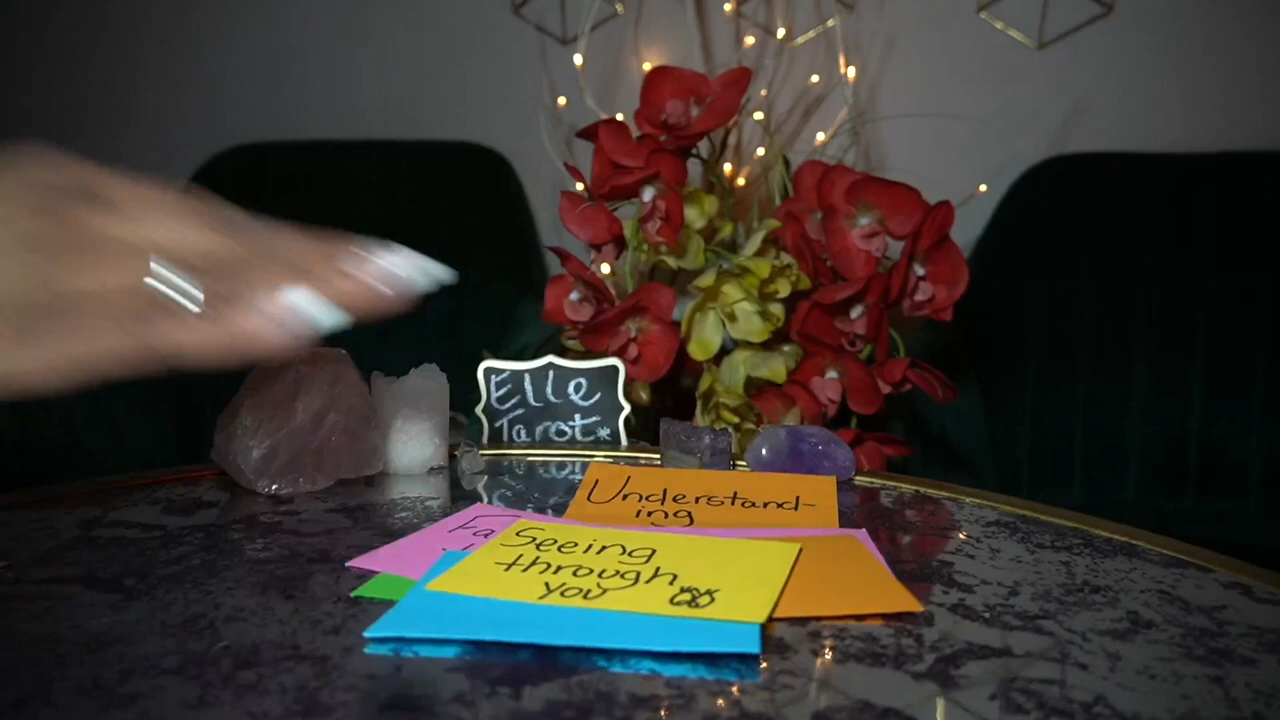 Elle
Tarot*
Understand-
ing
Seeing
through
you